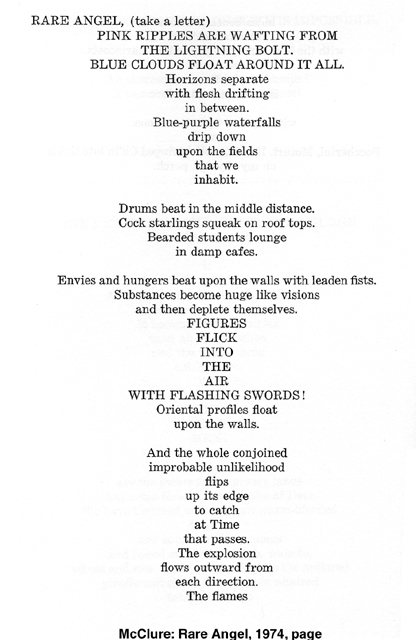 RARE ANGEL, (take a letter)
PINK RIPPLES ARE WAFTING FROM
THE LIGHTNING BOLT.
BLUE CLOUDS FLOAT AROUND IT ALL.
Horizons separate
with flesh drifting
in between.
Blue-purple waterfalls
drip down
upon the fields
that we
inhabit.
Drums beat in the middle distance.
Cock starlings squeak on roof tops.
Bearded students lounge
in damp cafes.
Envies and hungers beat upon the walls with leaden fists.
Substances become huge like visions
and then deplete themselves.
FIGURES
FLICK
INTO
THE
AIR
WITH FLASHING SWORDS!
Oriental profiles float
upon the walls.
And the whole conjoined
improbable unlikelihood
flips
up its edge
to catch
at Time
that passes.
The explosion
flows outward from
each direction.
The flames
McClure: Rare Angel, 1974, page